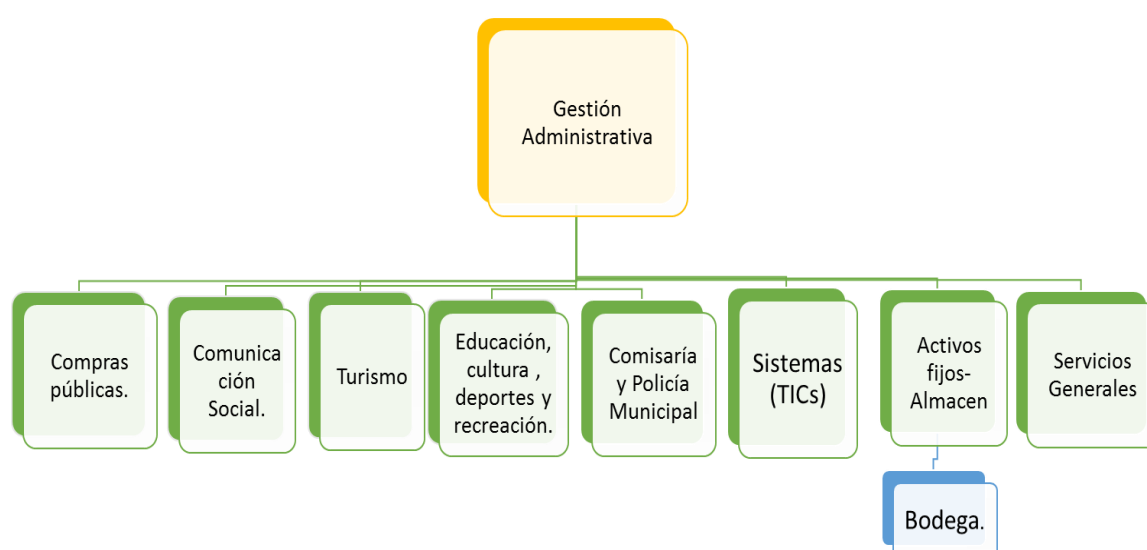 Gestión
Administrativa
Compras
públicas.
Comunica
ción
Social.
Turismo
Educación,
cultura ,
deportes y
recreación.
Comisaría
y Policía
Municipal
Sistemas
(TICs)
Activos
fijos-
Almacen
Servicios
Generales
Bodega.